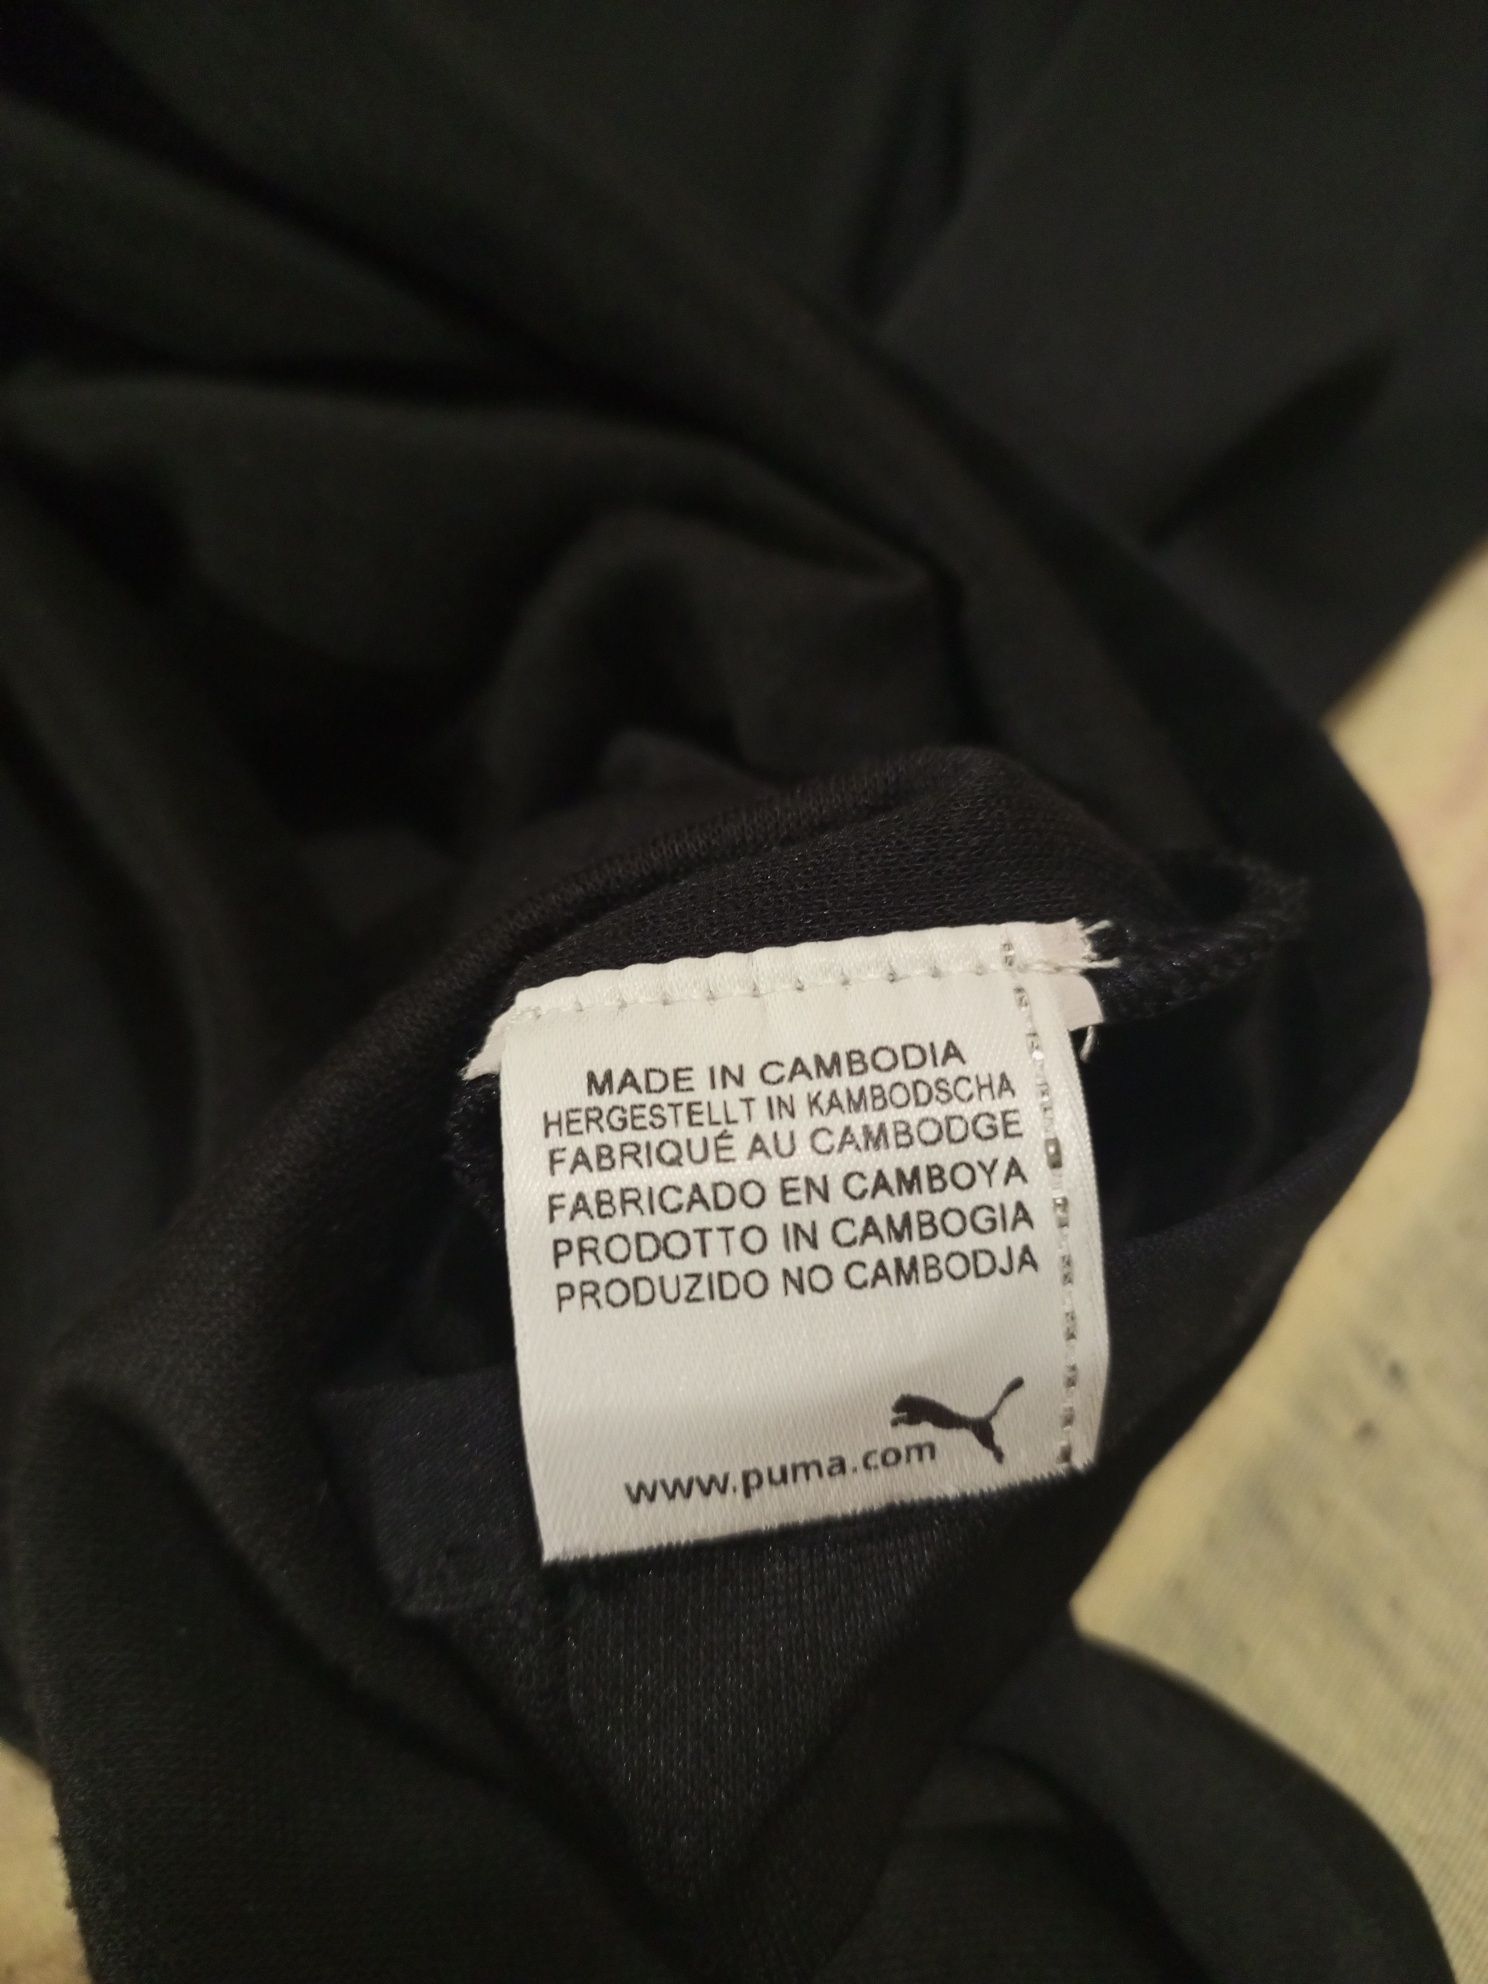 MADE IN CAMBODIA
HERGESTELLT IN KAMBODSCHA
FABRIQUÉ AU CAMBODGE
FABRICADO EN CAMBOYA
PRODOTTO IN CAMBOGIA
PRODUZIDO NO CAMBODJA
www.puma.com